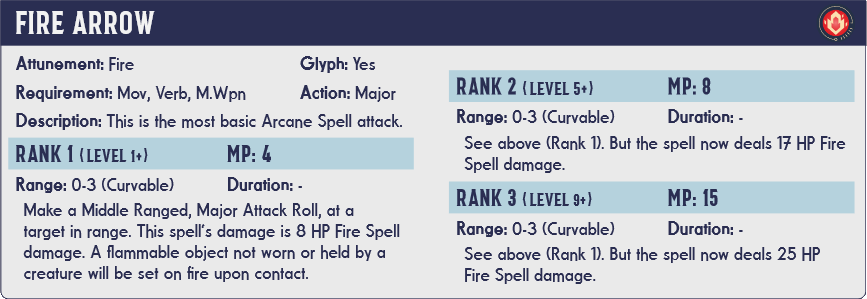 FIRE ARROW
Attunement: Fire Glyph: Yes
Requirement: Mov, Verb, M.Wpn Action: Major
Description: This is the most basic Arcane Spell attack.
RANK 1 (LEVEL 1+) MP: 4
Range: 0-3 (Curvable) Duration: -
Make a Middle Ranged, Major Attack Roll, at a
target in range. This spell's damage is 8 HP Fire Spell
damage. A flammable object not worn or held by a
creature will be set on fire upon contact.
RANK 2 (LEVEL 5+) MP: 8
Range: 0-3 (Curvable) Duration: -
See above (Rank 1). But the spell now deals 17 HP Fire
Spell damage.
RANK 3 (LEVEL 9+) MP: 15
Range: 0-3 (Curvable) Duration: -
See above (Rank 1). But the spell now deals 25 HP
Fire Spell damage.